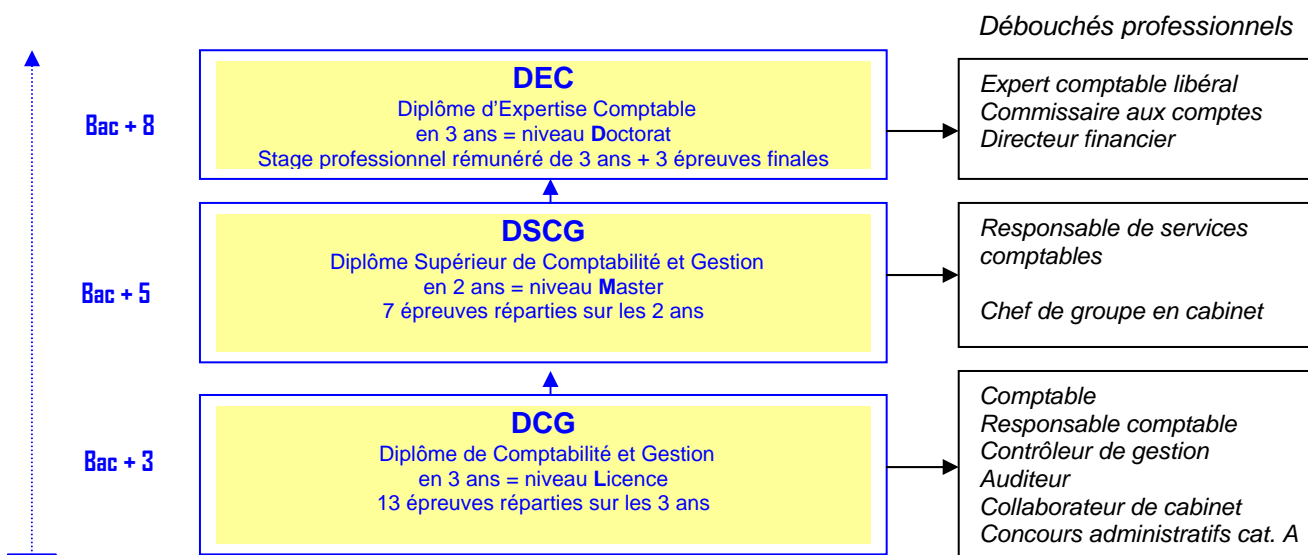 Débouchés professionnels
Bac + 8
DEC
Diplôme d'Expertise Comptable
en 3 ans = niveau Doctorat
Stage professionnel rémunéré de 3 ans + 3 épreuves finales
Expert comptable libéral
Commissaire aux comptes
Directeur financier
Bac + 5
DSCG
Diplôme Supérieur de Comptabilité et Gestion
en 2 ans = niveau Master
7 épreuves réparties sur les 2 ans
Responsable de services
comptables
Chef de groupe en cabinet
Bac + 3
DCG
Diplôme de Comptabilité et Gestion
en 3 ans = niveau Licence
13 épreuves réparties sur les 3 ans
Comptable
Responsable comptable
Contrôleur de gestion
Auditeur
Collaborateur de cabinet
Concours administratifs cat. A